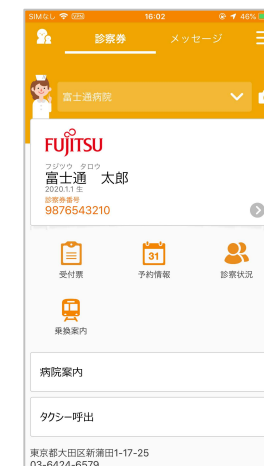 SIMなし 16:02 46%
診察券 メッセージ
富士通病院
FUJITSU
フジツウ タロウ
富士通 太郎
2020.1.1 生
診察券番号
9876543210
受付票 予約情報 診察状況
31
乗換案内
病院案内
タクシー呼出
東京都大田区新蒲田1-17-25
03-6424-6579